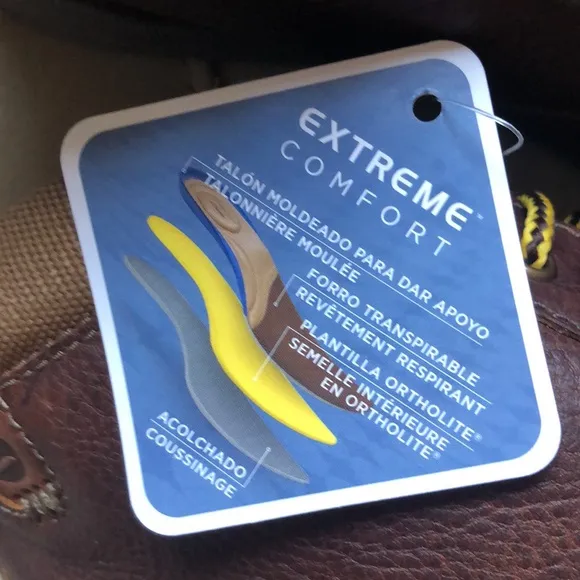 EXTREME™
COMFORT
TALÓN MOLDEADO PARA DAR APOYO
TALONNIÈRE MOULÉE
FORRO TRANSPIRABLE
REVÊTEMENT RESPIRANT
PLANTILLA ORTHOLITE®
SEMELLE INTÉRIEURE
EN ORTHOLITE®
ACOLCHADO
COUSSINAGE